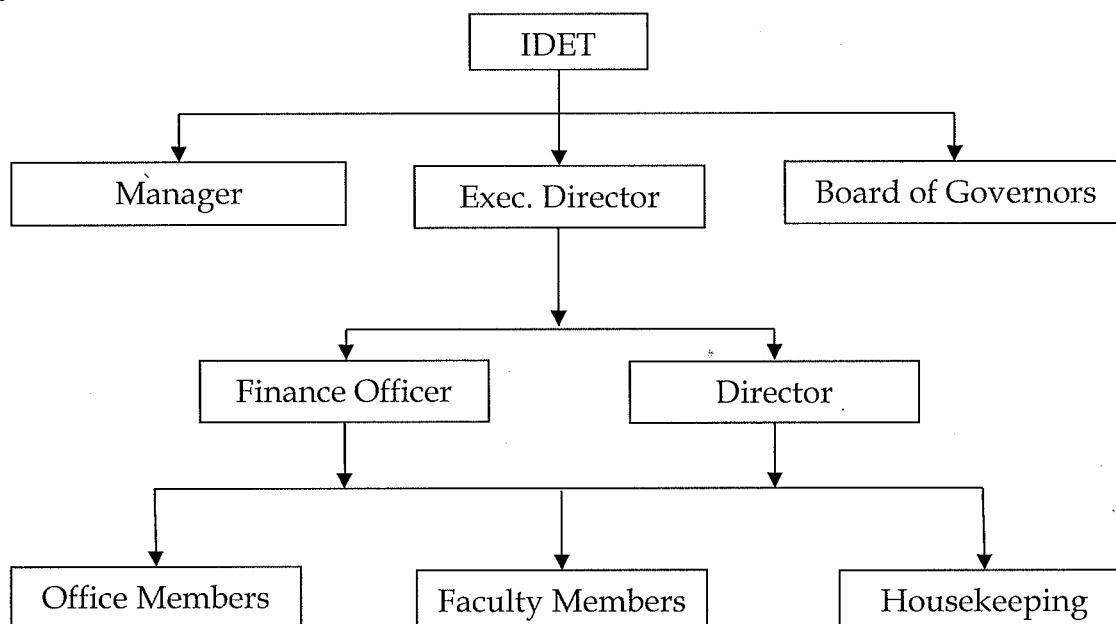 IDET
Manager
Exec. Director
Board of Governors
Finance Officer
Director
Office Members
Faculty Members
Housekeeping